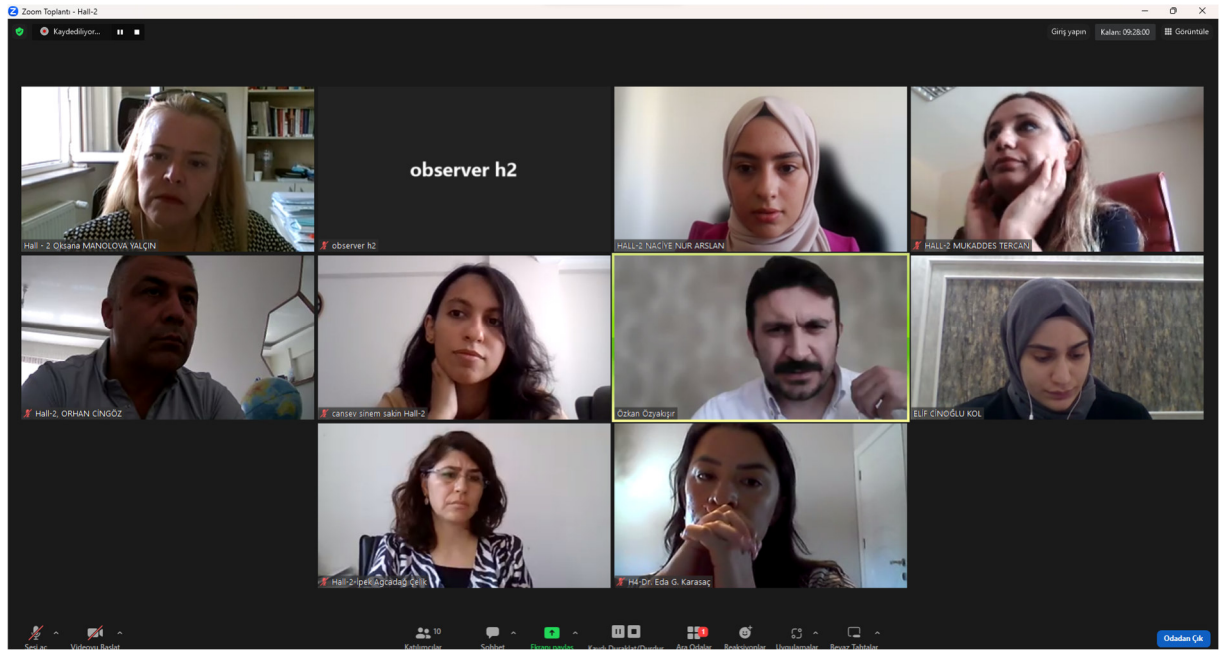 Zoom Toplantı - Hall-2
Kaydediliyor...
Giriş yapın
Kalan: 09:28:00
Görüntüle
Hall - 2 Oksana MANOLOVA YALÇIN
observer h2
observer h2
HALL-2 NACİYE NUR ARSLAN
HALL-2 MUKADDES TERCAN
Hall-2, ORHAN CİNGÖZ
cansev sinem sakin Hall-2
Özkan Özyakışır
ELİF CİNOĞLU KOL
Hall-2-İpek Ağcadağ Çelik
H4-Dr. Eda G. Karasaç
10
1
Sesi aç
Videoyu Başlat
Katılımcılar
Sohbet
Ekranı paylaş
Kaydı Duraklat/Durdur
Ara Odalar
Reaksiyonlar
Uygulamalar
Beyaz Tahtalar
Odadan Çık